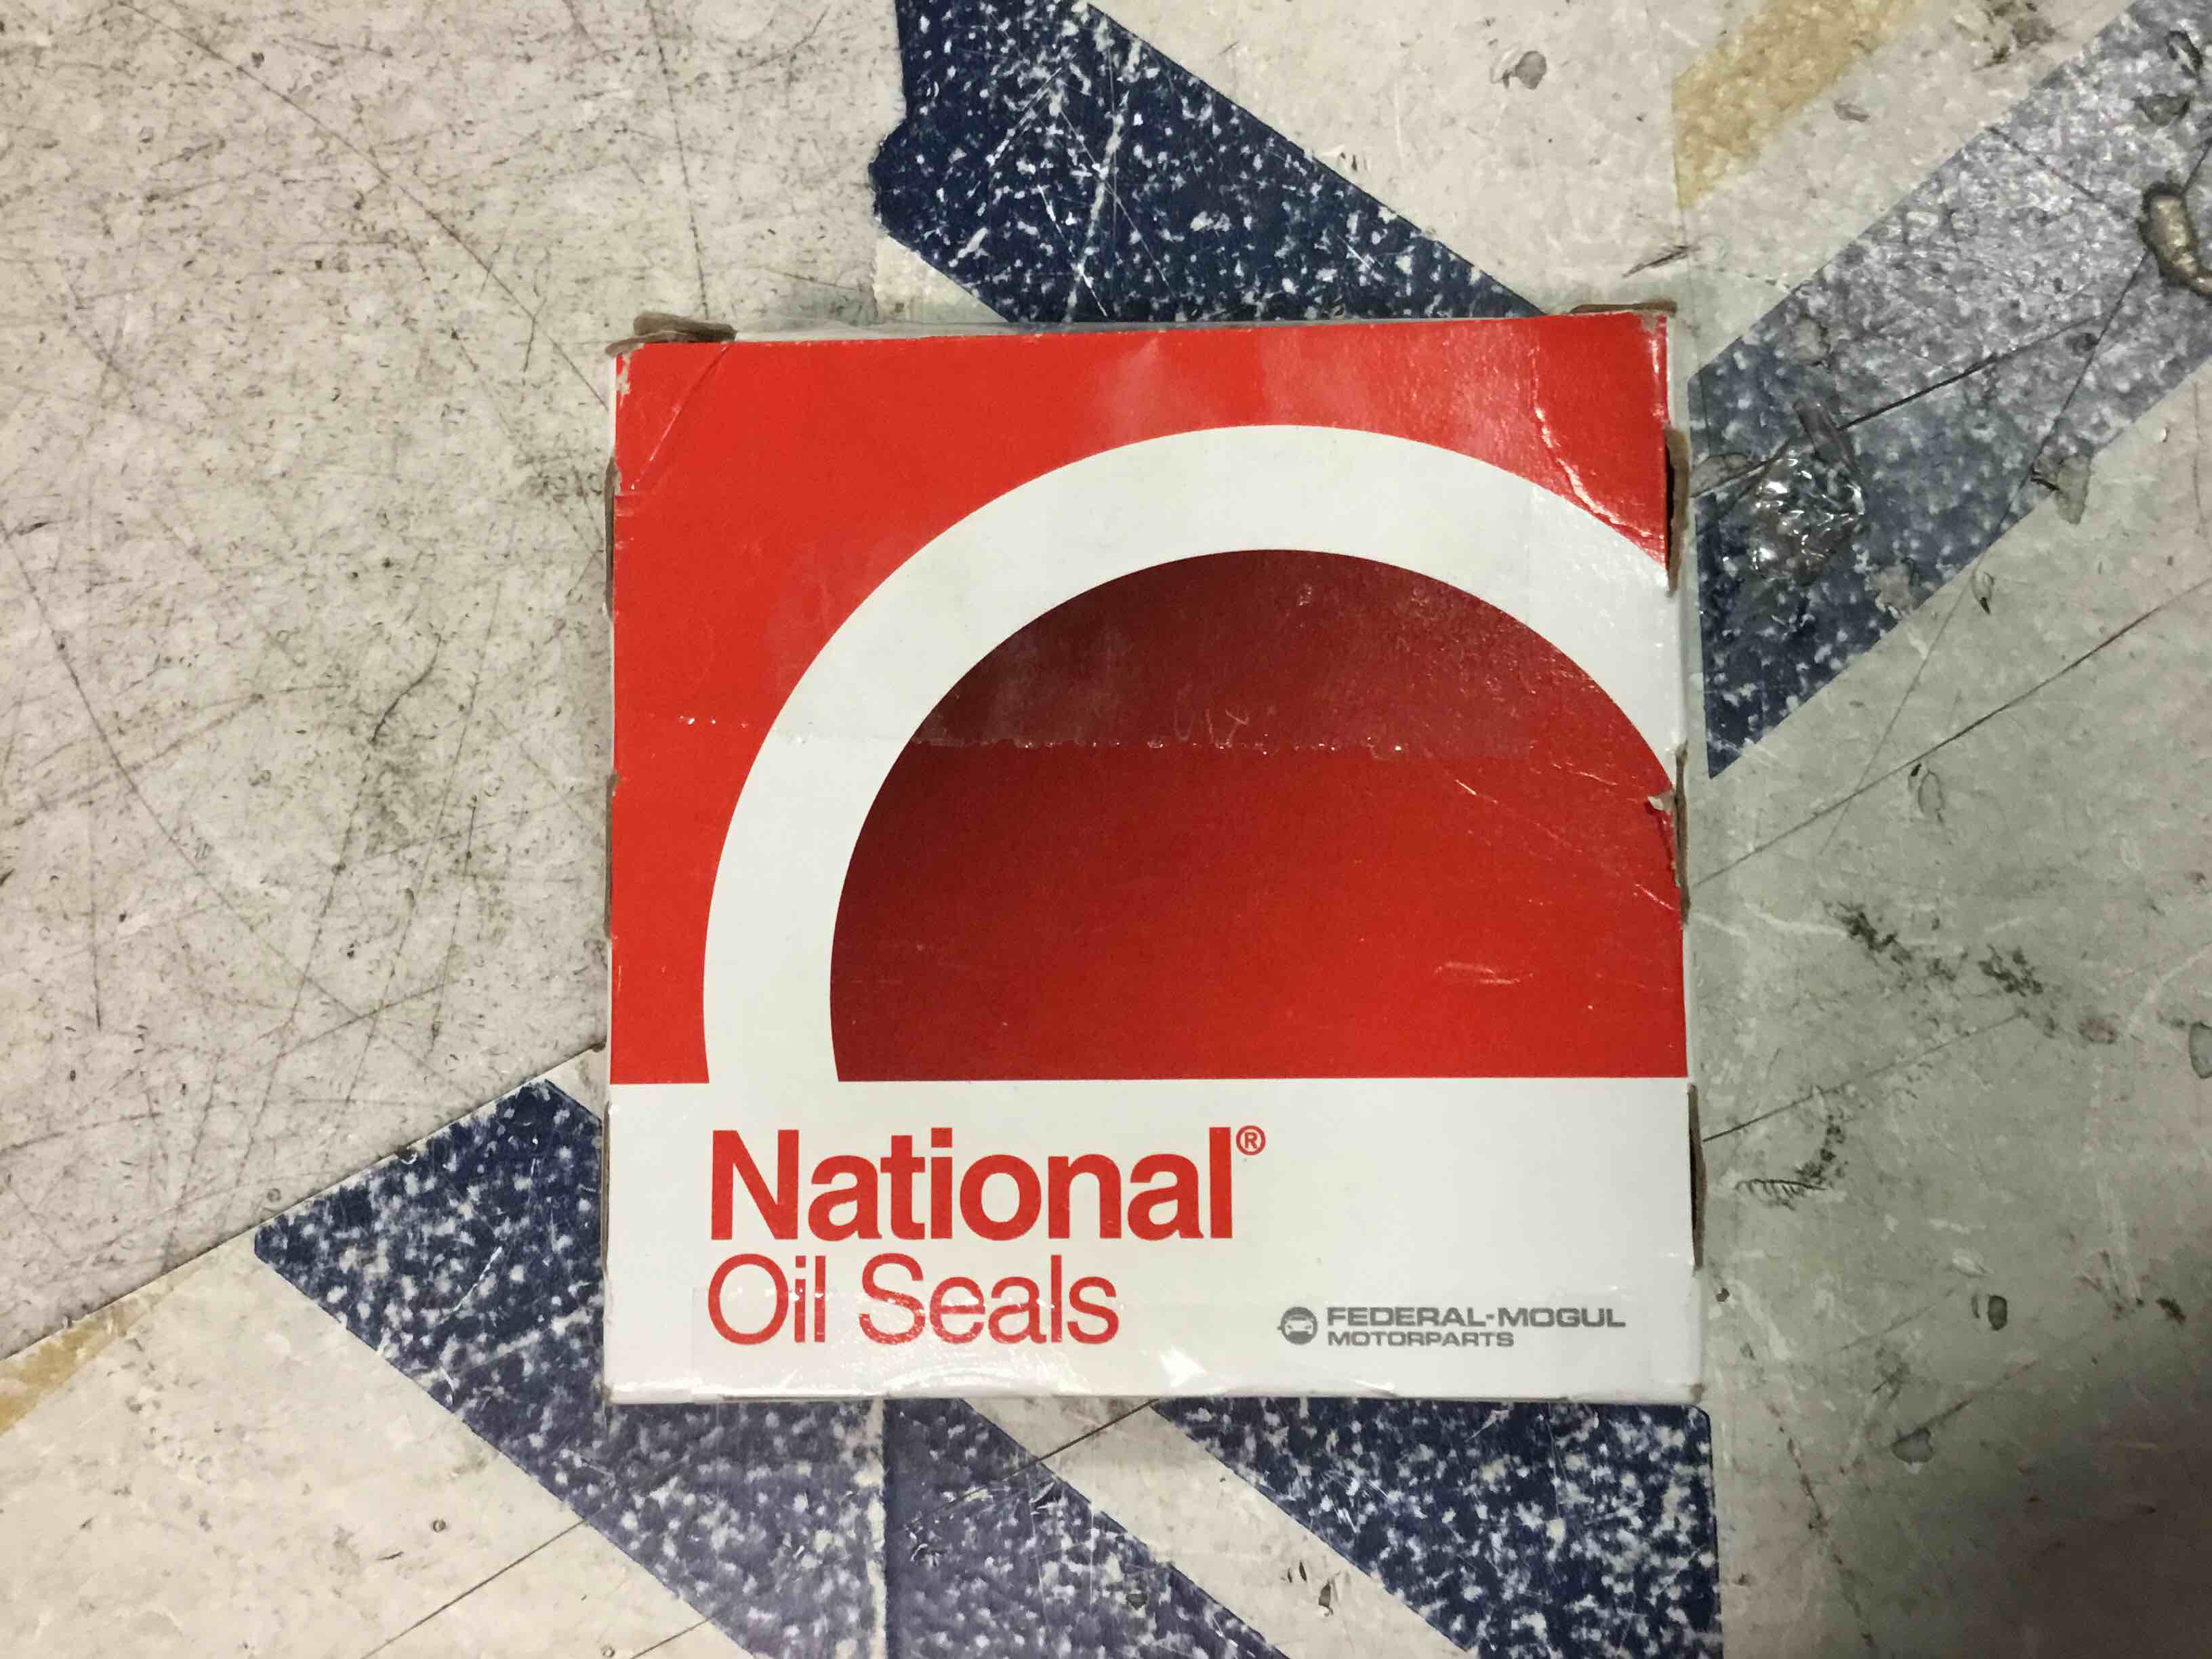 National®
Oil Seals
FEDERAL-MOGUL
MOTORPARTS